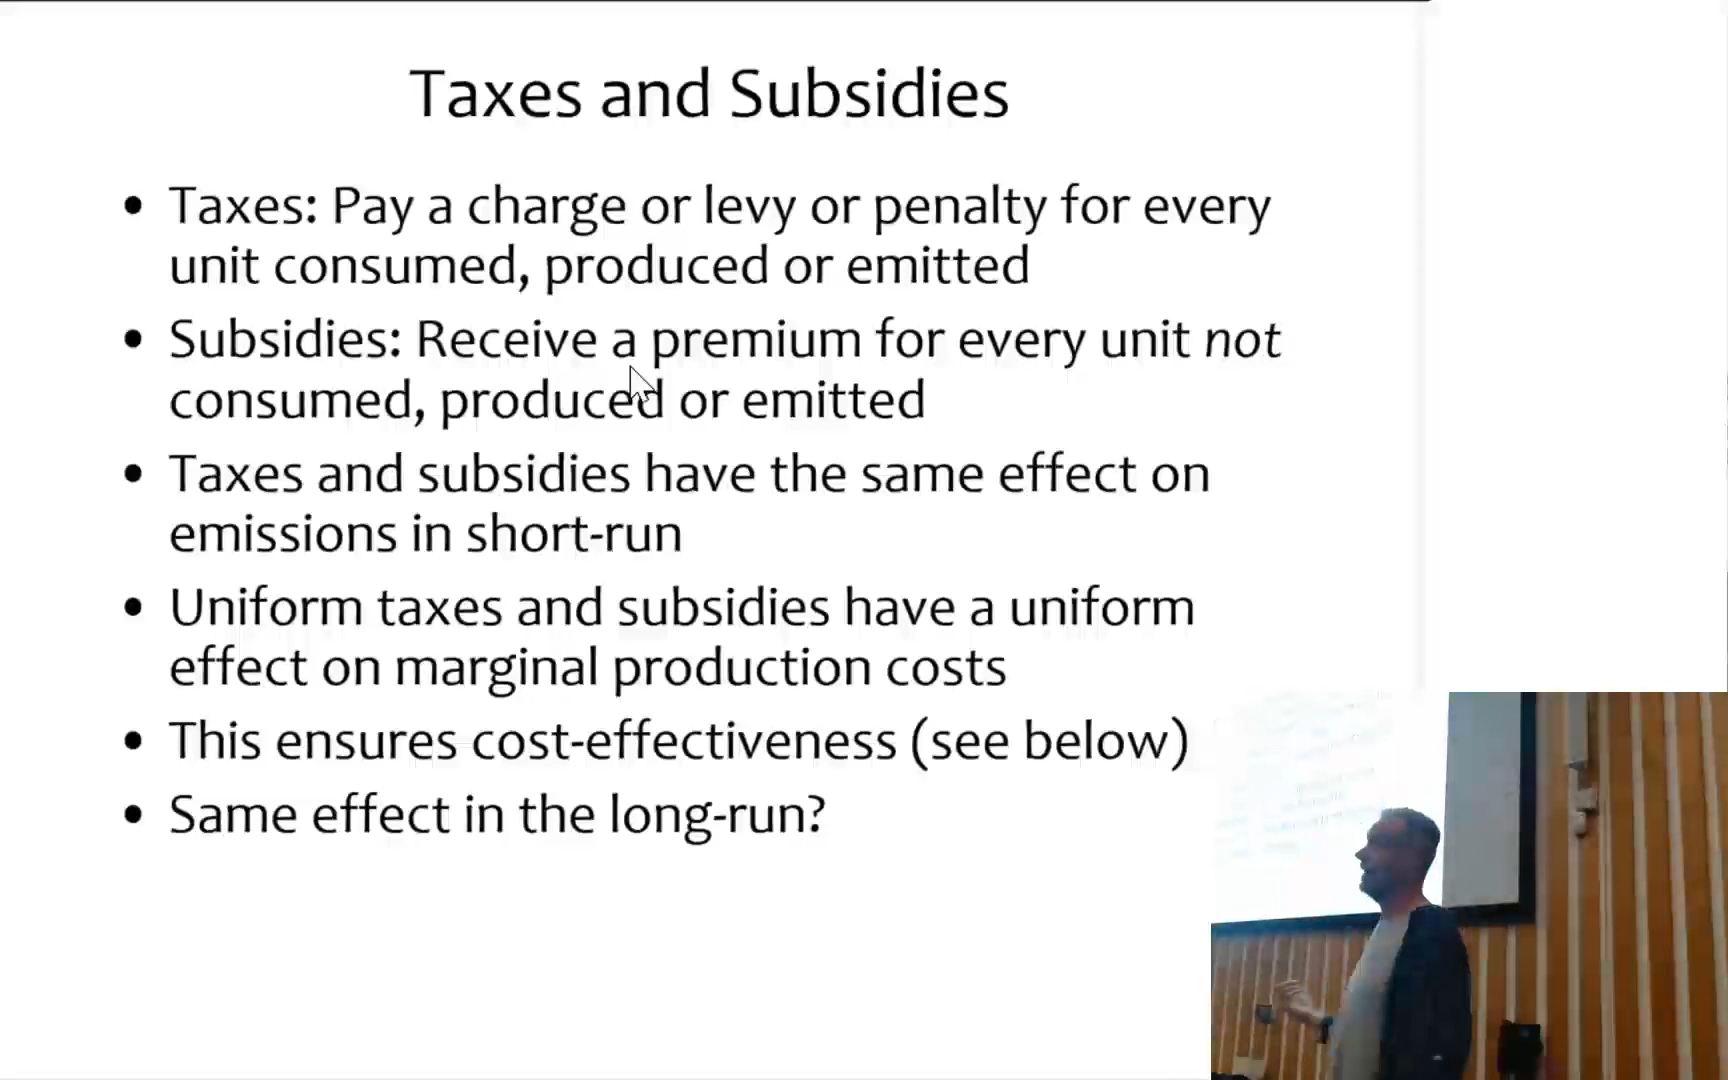 Taxes and Subsidies
• Taxes: Pay a charge or levy or penalty for every
unit consumed, produced or emitted
• Subsidies: Receive a premium for every unit not
consumed, produced or emitted
• Taxes and subsidies have the same effect on
emissions in short-run
• Uniform taxes and subsidies have a uniform
effect on marginal production costs
• This ensures cost-effectiveness (see below)
• Same effect in the long-run?